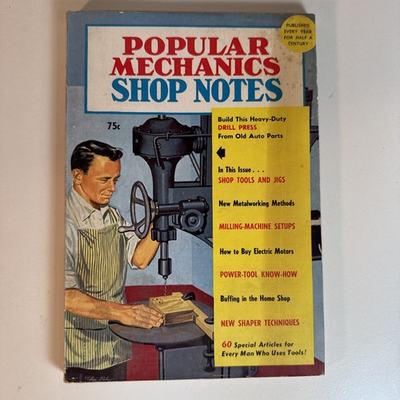 PUBLISHED
EVERY YEAR
FOR HALF A
CENTURY
POPULAR
MECHANICS
SHOP NOTES
75c
Build This Heavy-Duty
DRILL PRESS
From Old Auto Parts
In This Issue . . .
SHOP TOOLS AND JIGS
New Metalworking Methods
MILLING-MACHINE SETUPS
How to Buy Electric Motors
POWER-TOOL KNOW-HOW
Buffing in the Home Shop
NEW SHAPER TECHNIQUES
60 Special Articles for
Every Man Who Uses Tools!